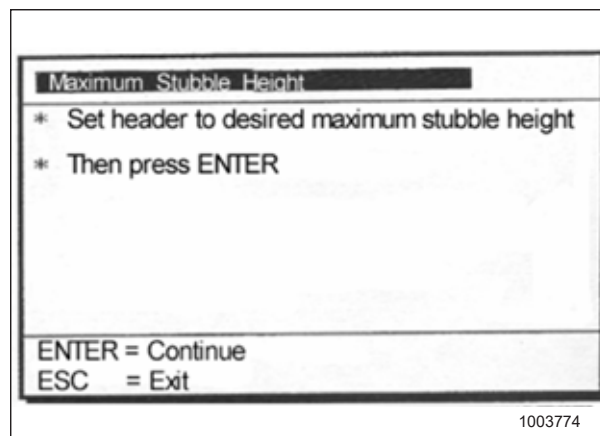 Maximum Stubble Height
* Set header to desired maximum stubble height
* Then press ENTER
ENTER = Continue
ESC = Exit
1003774